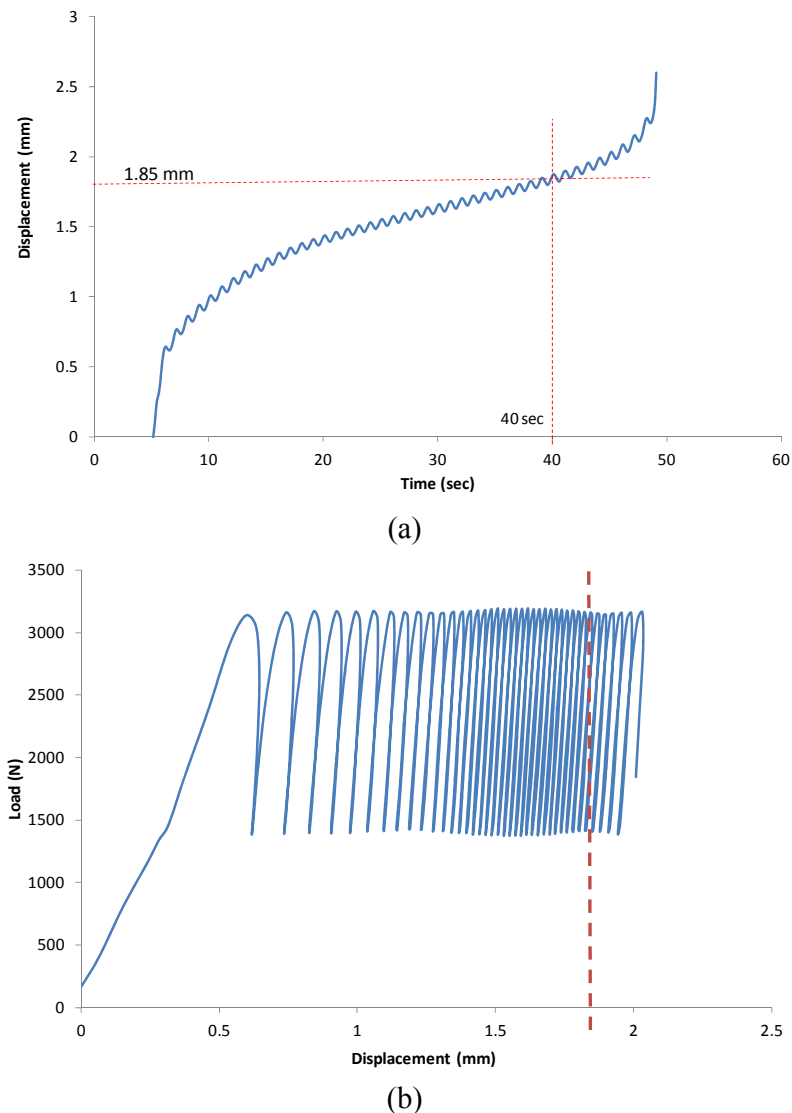 3
2.5
2
1.5
1
0.5
0
Displacement (mm)
1.85 mm
40 sec
0 10 20 30 40 50 60
Time (sec)
(a)
3500
3000
2500
2000
1500
1000
500
0
Load (N)
0 0.5 1 1.5 2 2.5
Displacement (mm)
(b)